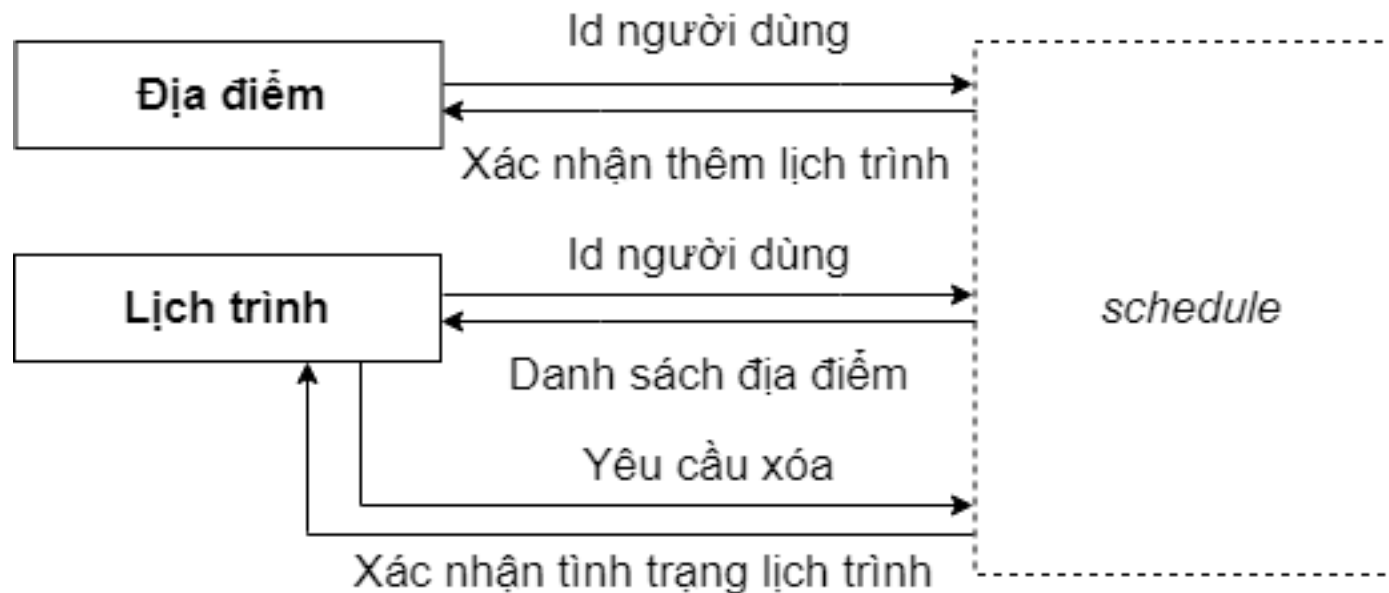 Id người dùng
Địa điểm
Xác nhận thêm lịch trình
Id người dùng
Lịch trình
schedule
Danh sách địa điểm
Yêu cầu xóa
Xác nhận tình trạng lịch trình